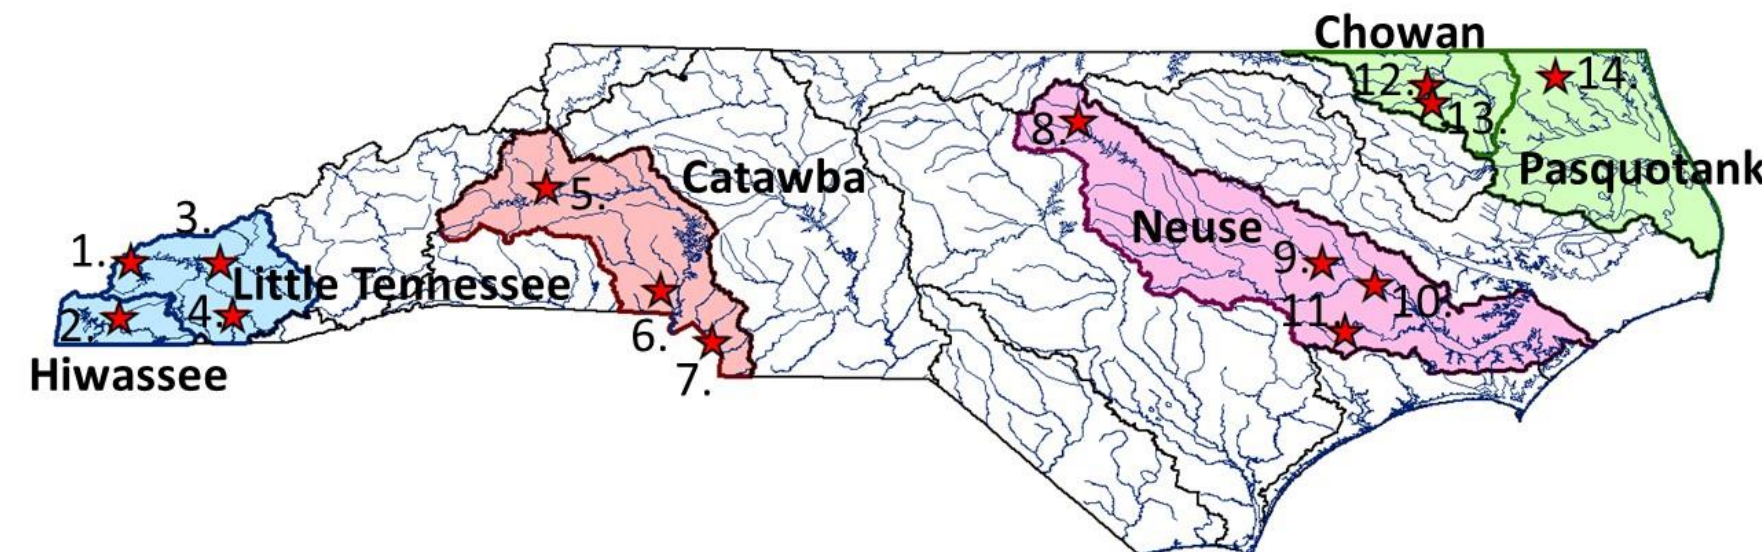 Chowan
12.
14.
13.
8.
Pasquotank
Catawba
5.
3.
Neuse
1.
9.
Little Tennessee
10.
4.
11.
2.
6.
Hiwassee
7.